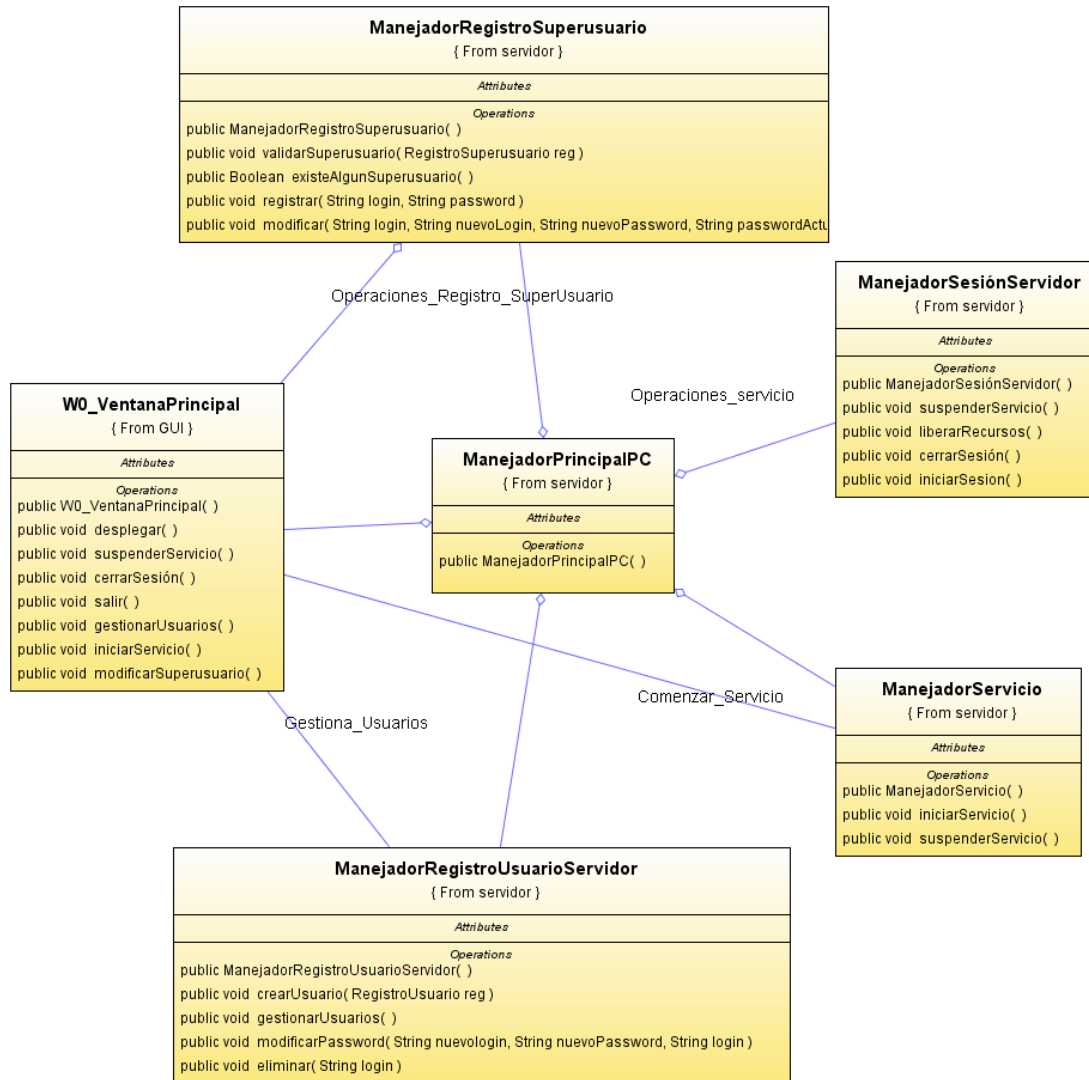 ManejadorRegistroSuperusuario
{ From servidor }
Attributes
Operations
public ManejadorRegistroSuperusuario( )
public void validarSuperusuario( RegistroSuperusuario reg )
public Boolean existeAlgunSuperusuario( )
public void registrar( String login, String password )
public void modificar( String login, String nuevoLogin, String nuevoPassword, String passwordActu
Operaciones_Registro_SuperUsuario
ManejadorSesiónServidor
{ From servidor }
Attributes
Operations
public ManejadorSesiónServidor( )
public void suspenderServicio( )
public void liberarRecursos( )
public void cerrarSesión( )
public void iniciarSesion( )
Operaciones_servicio
W0_VentanaPrincipal
{ From GUI }
Attributes
Operations
public W0_VentanaPrincipal( )
public void desplegar( )
public void suspenderServicio( )
public void cerrarSesión( )
public void salir( )
public void gestionarUsuarios( )
public void iniciarServicio( )
public void modificarSuperusuario( )
ManejadorPrincipalPC
{ From servidor }
Attributes
Operations
public ManejadorPrincipalPC( )
Comenzar_Servicio
Gestiona_Usuarios
ManejadorServicio
{ From servidor }
Attributes
Operations
public ManejadorServicio( )
public void iniciarServicio( )
public void suspenderServicio( )
ManejadorRegistroUsuarioServidor
{ From servidor }
Attributes
Operations
public ManejadorRegistroUsuarioServidor( )
public void crearUsuario( RegistroUsuario reg )
public void gestionarUsuarios( )
public void modificarPassword( String nuevologin, String nuevoPassword, String login )
public void eliminar( String login )